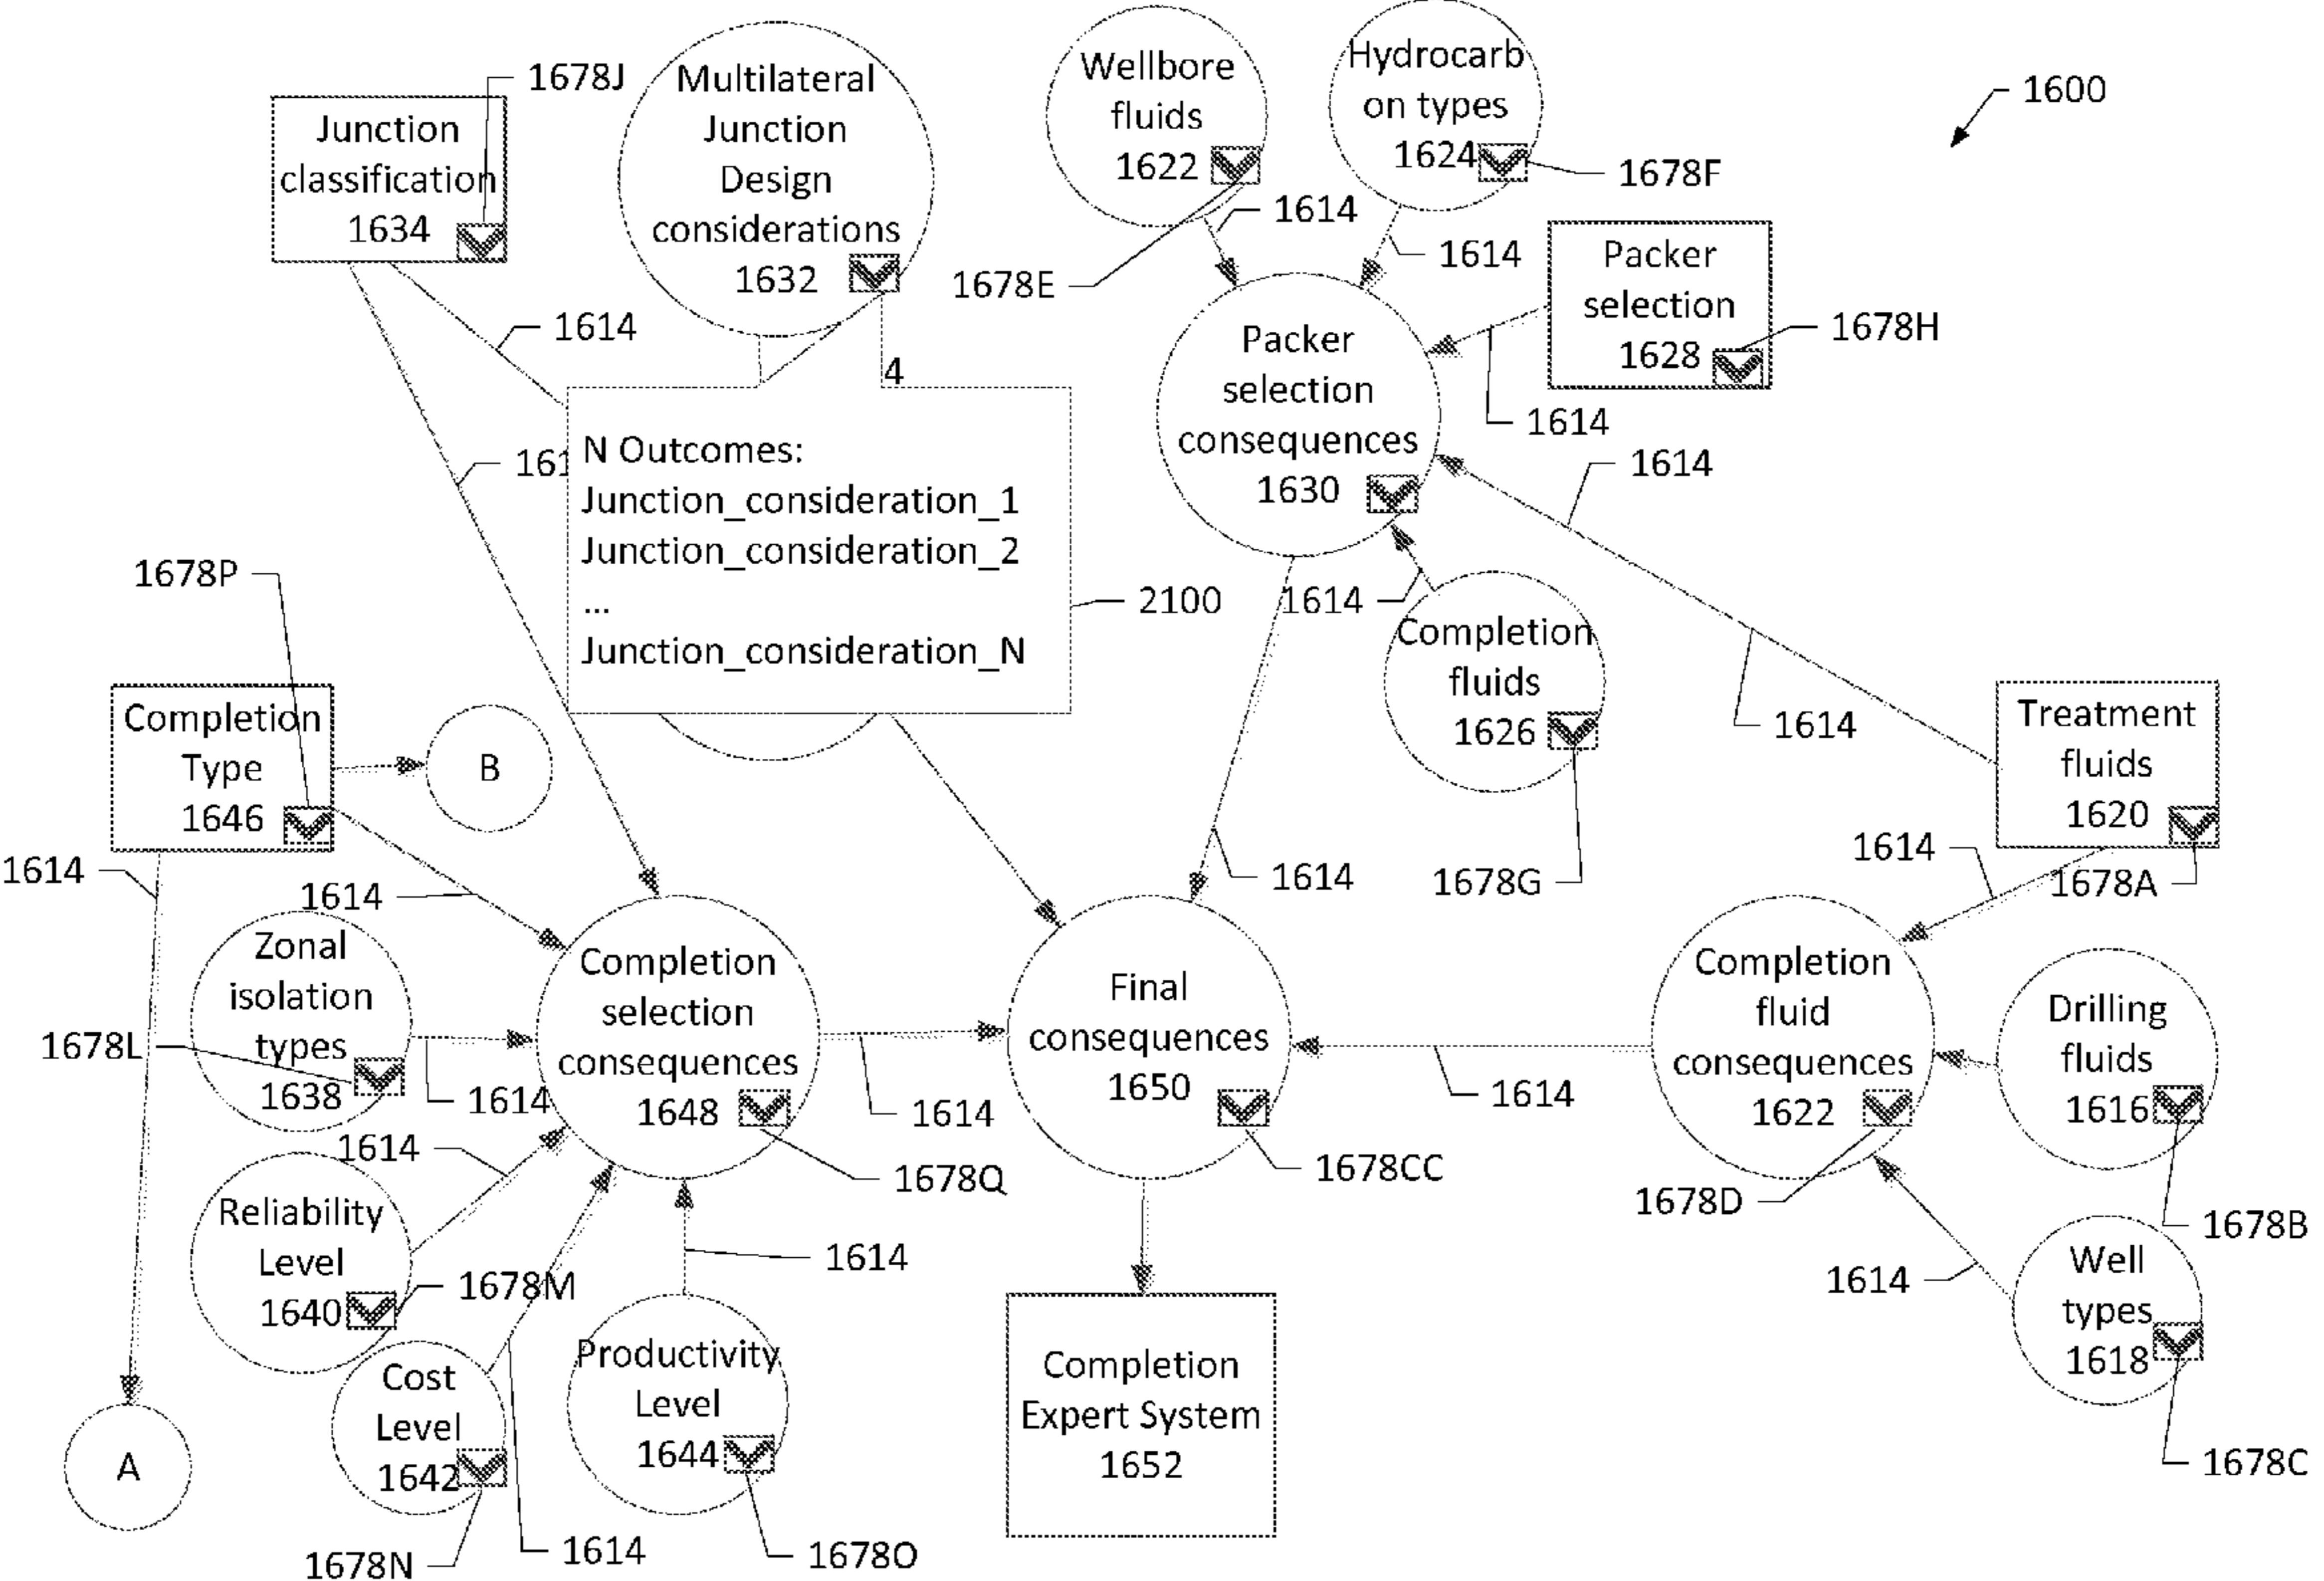 1678J
Junction
classification
1634
Multilateral
Junction
Design
considerations
1632
Wellbore
fluids
1622
Hydrocarb
on types
1624
1600
1678F
1614
1614
1678E
Packer
selection
1628
1678H
1614
Packer
selection
consequences
1630
1614
1614
4
161
N Outcomes:
Junction_consideration_1
Junction_consideration_2
...
Junction_consideration_N
2100
1614
1678P
Completion
fluids
1626
1678G
1614
Treatment
fluids
1620
1614
1678A
Completion
Type
1646
B
1614
1614
1614
Zonal
isolation
types
1638
1678L
1614
Completion
selection
consequences
1648
1678Q
1614
Final
consequences
1650
1678CC
1614
Completion
fluid
consequences
1622
1678D
Drilling
fluids
1616
1678B
1614
Reliability
Level
1640
1678M
1614
1614
Well
types
1618
1678C
Cost
Level
1642
1678N
1614
Productivity
Level
1644
1678O
Completion
Expert System
1652
A